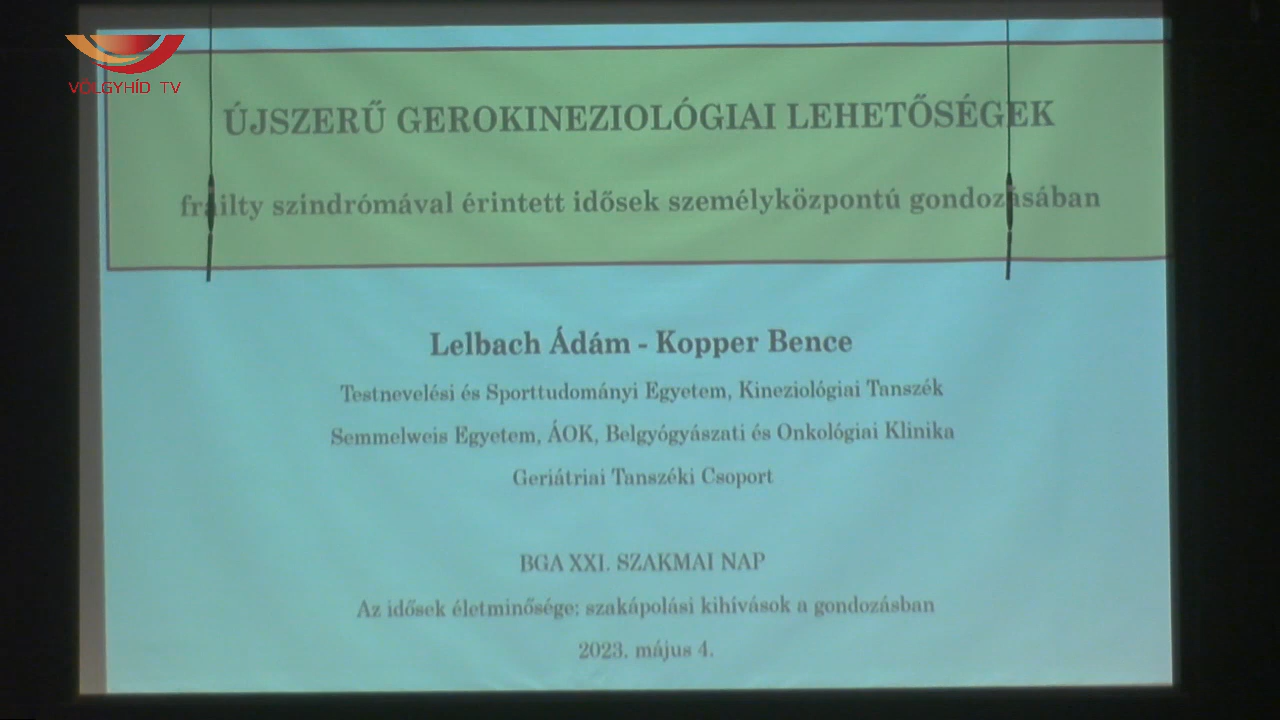 VÖLGYHÍD TV
ÚJSZERŰ GEROKINEZIOLÓGIAI LEHETŐSÉGEK
frailty szindrómával érintett idősek személyközpontú gondozásában
Lelbach Ádám - Kopper Bence
Testnevelési és Sporttudományi Egyetem, Kineziológiai Tanszék
Semmelweis Egyetem, ÁOK, Belgyógyászati és Onkológiai Klinika
Geriátriai Tanszéki Csoport
BGA XXI. SZAKMAI NAP
Az idősek életminősége: szakápolási kihívások a gondozásban
2023. május 4.